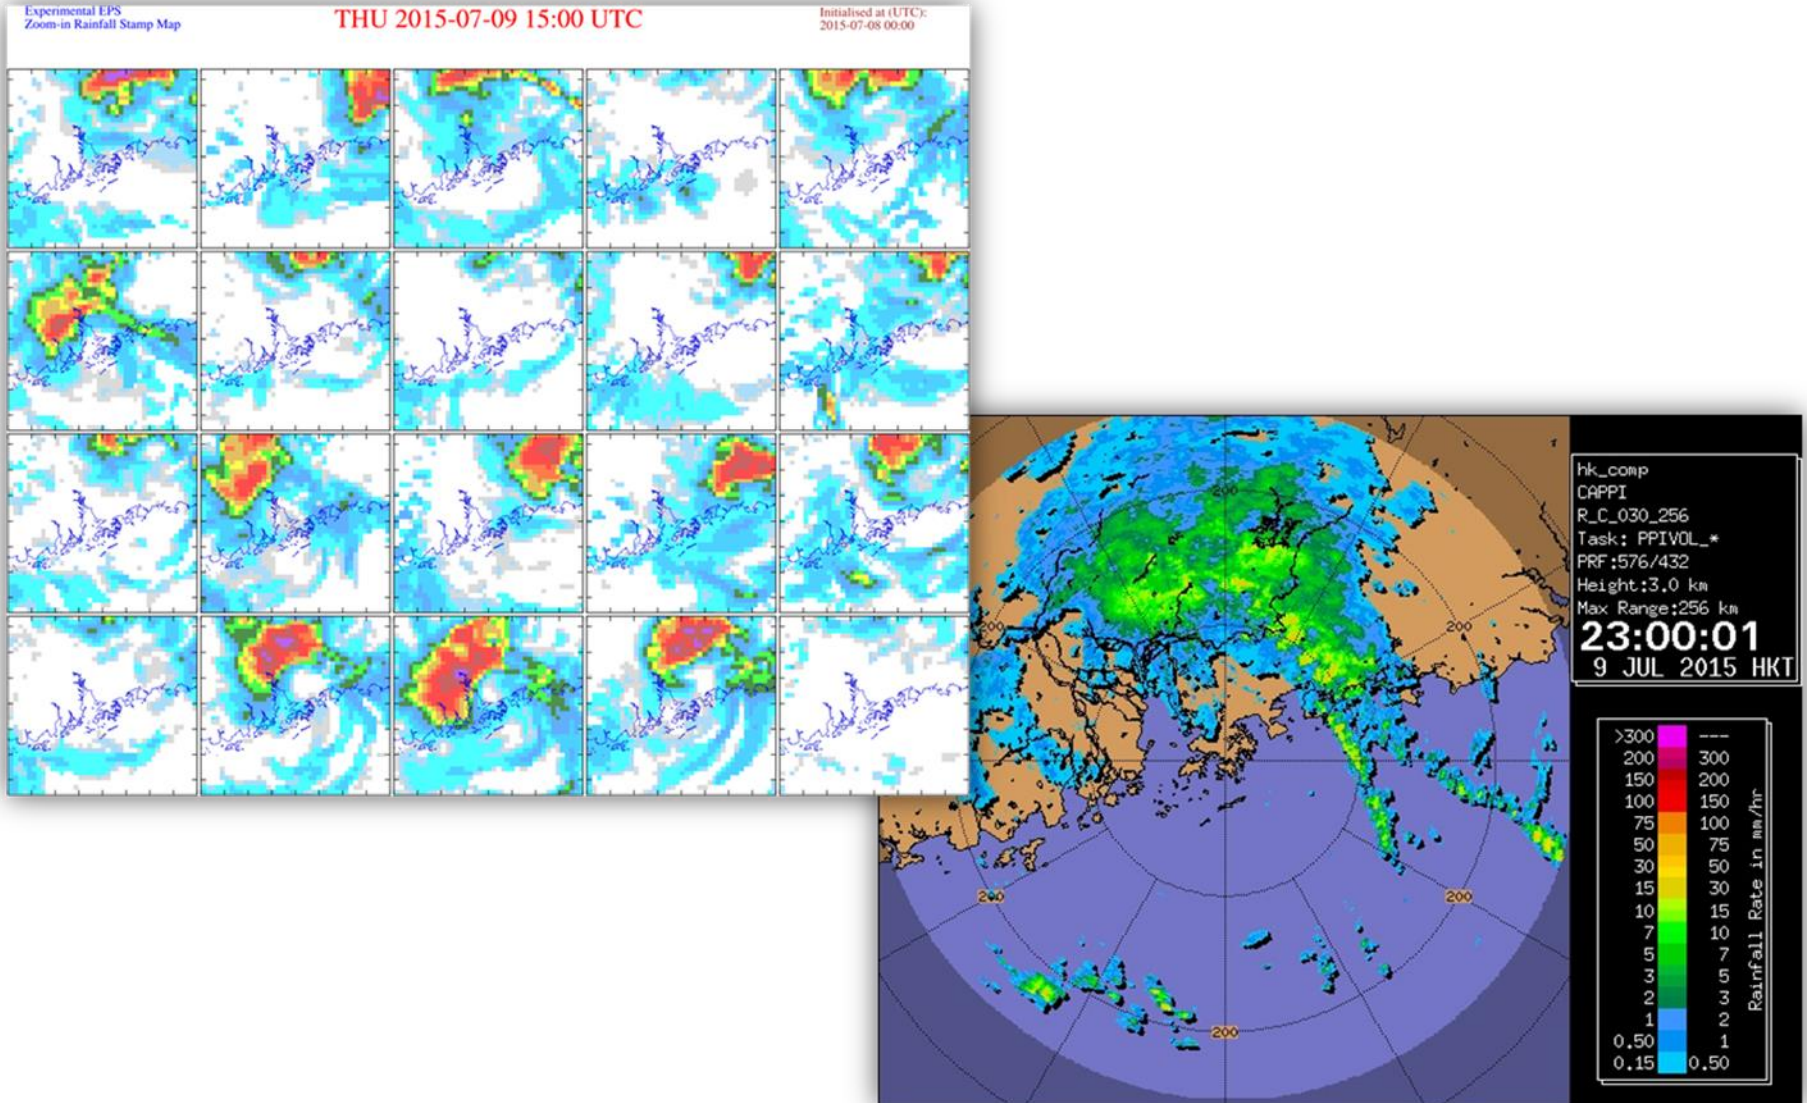 Experimental EPS
Zoom-in Rainfall Stamp Map
THU 2015-07-09 15:00 UTC
Initialised at (UTC):
2015-07-08 00:00
hk_comp
CAPPI
R_C_030_256
Task: PPIVOL_*
PRF:576/432
Height:3.0 km
Max Range:256 km
23:00:01
9 JUL 2015 HKT
200
200
200
200
200
200
>300 ---
200 300
150 200
100 150
75 100
50 75
30 50
15 30
10 15
7 10
5 7
3 5
2 3
1 2
0.50 1
0.15 0.50
Rainfall Rate in mm/hr